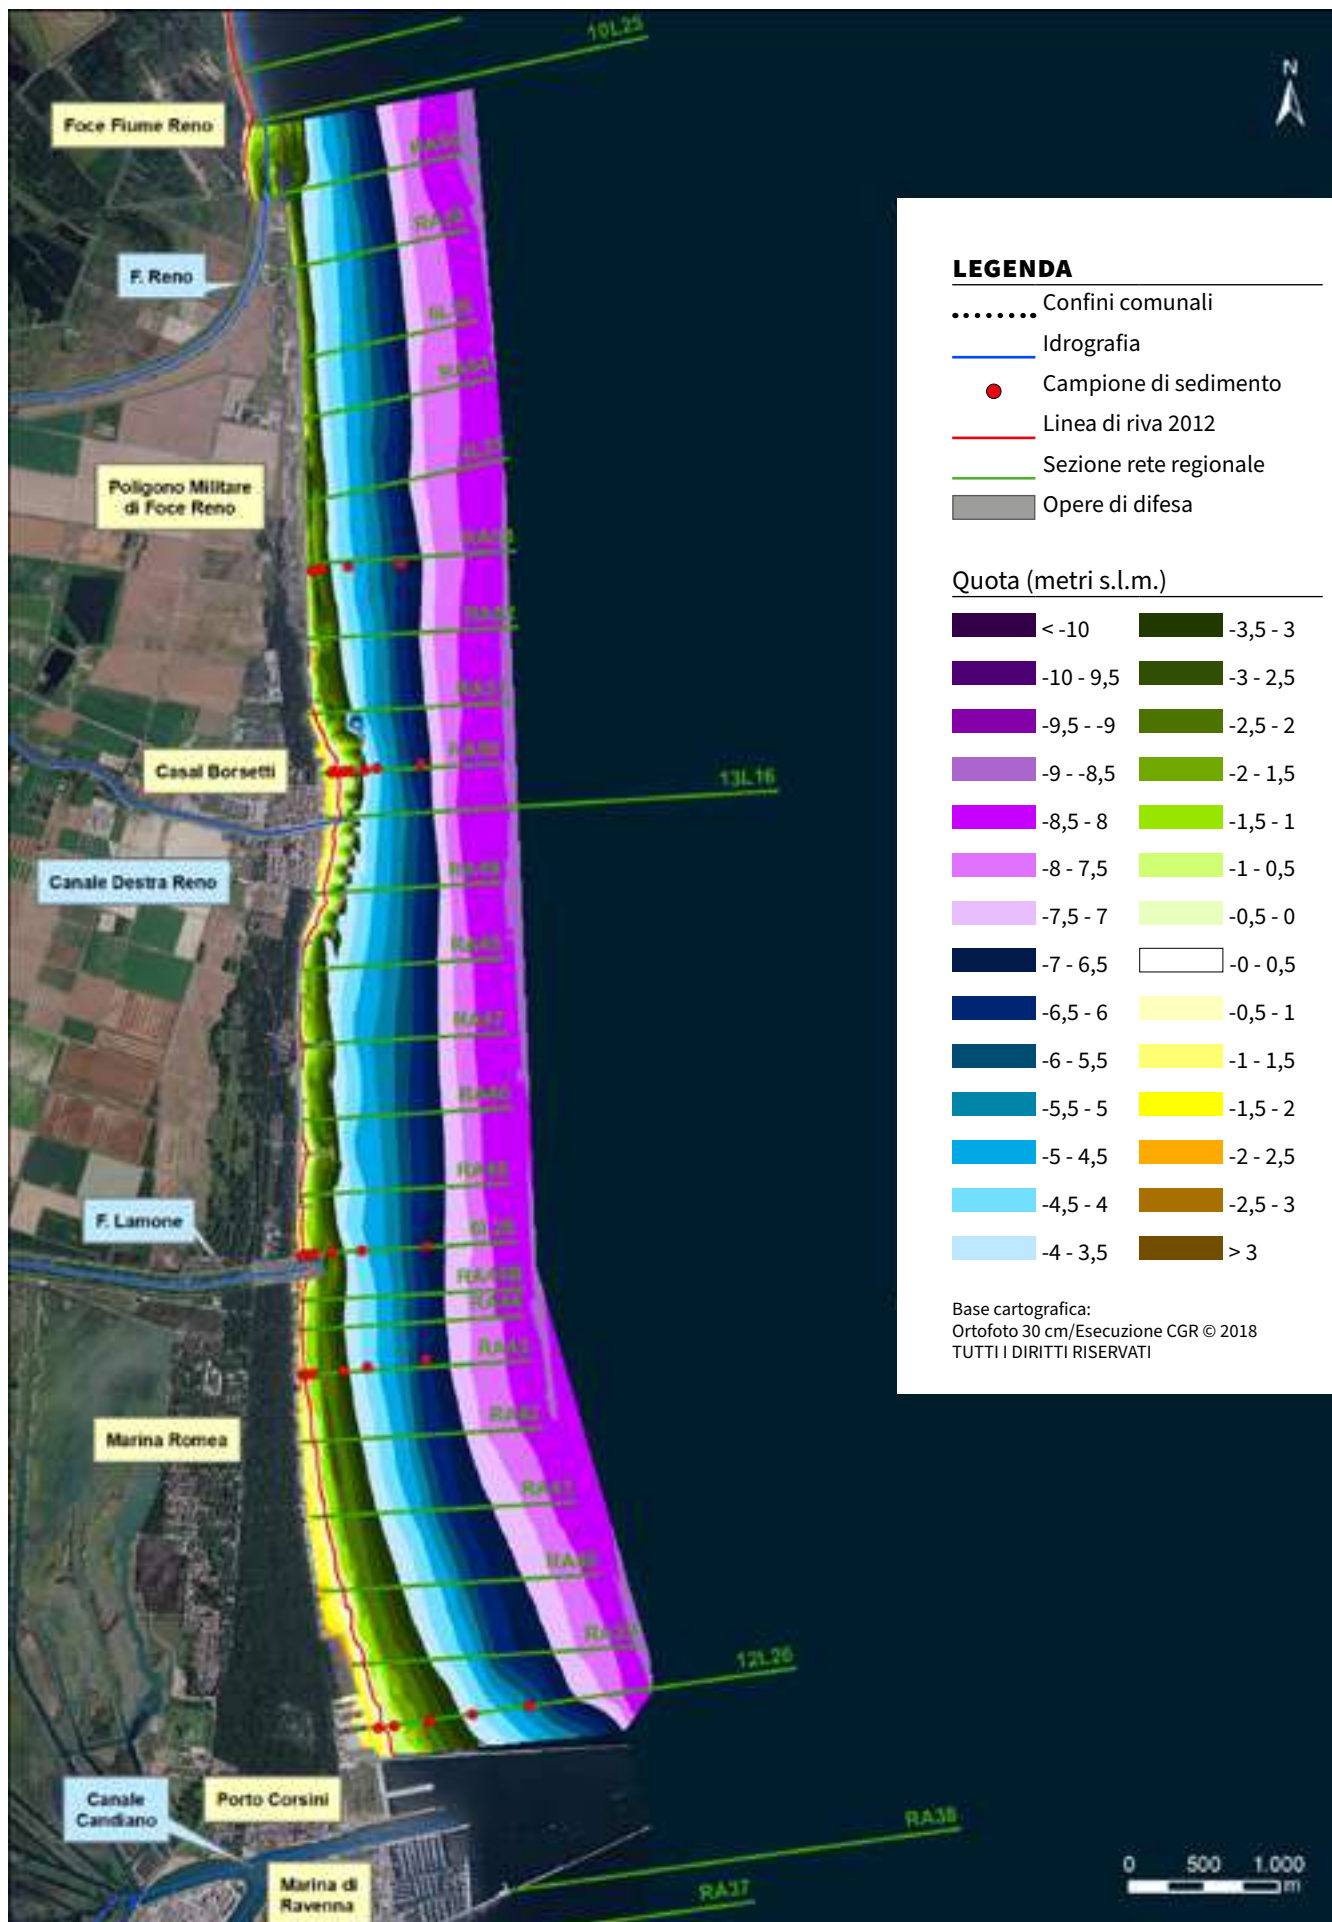 10L25
N
Foce Fiume Reno
F. Reno
Poligono Militare
di Foce Reno
Casal Borsetti
13L16
Canale Destra Reno
RA47
F. Lamone
RA43
Marina Romea
12L26
Canale
Candiano
Porto Corsini
Marina di
Ravenna
RA38
RA37
0 500 1.000
m
LEGENDA
Confini comunali
Idrografia
Campione di sedimento
Linea di riva 2012
Sezione rete regionale
Opere di difesa
Quota (metri s.l.m.)
< -10
-10 - 9,5
-9,5 - -9
-9 - -8,5
-8,5 - 8
-8 - 7,5
-7,5 - 7
-7 - 6,5
-6,5 - 6
-6 - 5,5
-5,5 - 5
-5 - 4,5
-4,5 - 4
-4 - 3,5
-3,5 - 3
-3 - 2,5
-2,5 - 2
-2 - 1,5
-1,5 - 1
-1 - 0,5
-0,5 - 0
-0 - 0,5
-0,5 - 1
-1 - 1,5
-1,5 - 2
-2 - 2,5
-2,5 - 3
> 3
Base cartografica:
Ortofoto 30 cm/Esecuzione CGR © 2018
TUTTI I DIRITTI RISERVATI